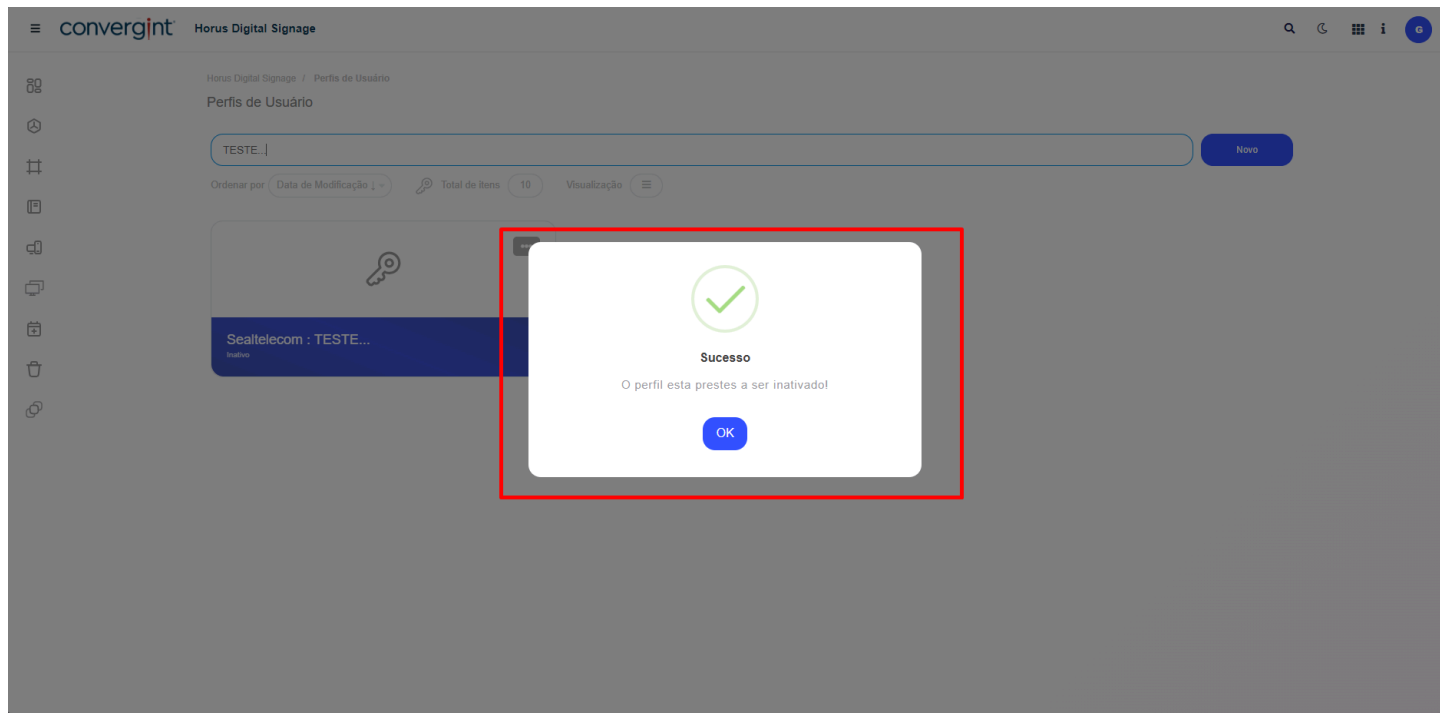 convergint Horus Digital Signage
G
Horus Digital Signage / Perfis de Usuário
Perfis de Usuário
TESTE...
Novo
Ordenar por Data de Modificação ↓ Total de itens 10 Visualização
Sealtelecom : TESTE...
Inativo
Sucesso
O perfil esta prestes a ser inativado!
OK